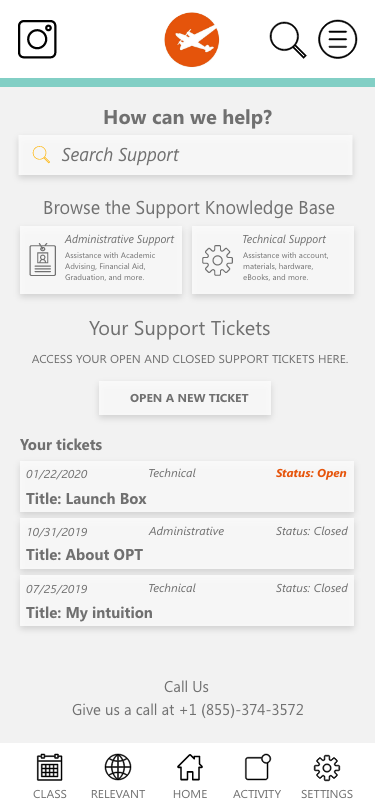 How can we help?
Search Support
Browse the Support Knowledge Base
Administrative Support
Assistance with Academic
Advising, Financial Aid,
Graduation, and more.
Technical Support
Assistance with account,
materials, hardware,
eBooks, and more.
Your Support Tickets
ACCESS YOUR OPEN AND CLOSED SUPPORT TICKETS HERE.
OPEN A NEW TICKET
Your tickets
01/22/2020 Technical Status: Open
Title: Launch Box
10/31/2019 Administrative Status: Closed
Title: About OPT
07/25/2019 Technical Status: Closed
Title: My intuition
Call Us
Give us a call at +1 (855)-374-3572
CLASS RELEVANT HOME ACTIVITY SETTINGS